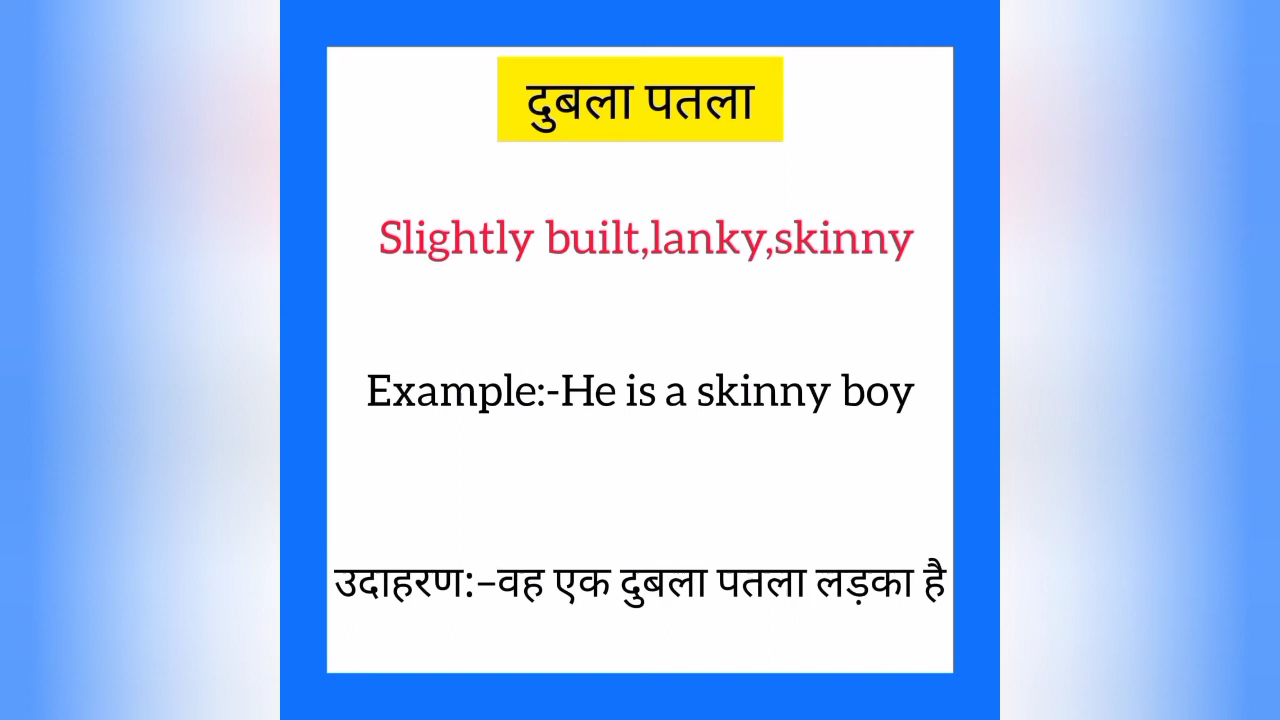 दुबला पतला
Slightly built,lanky,skinny
Example:-He is a skinny boy
उदाहरण:–वह एक दुबला पतला लड़का है